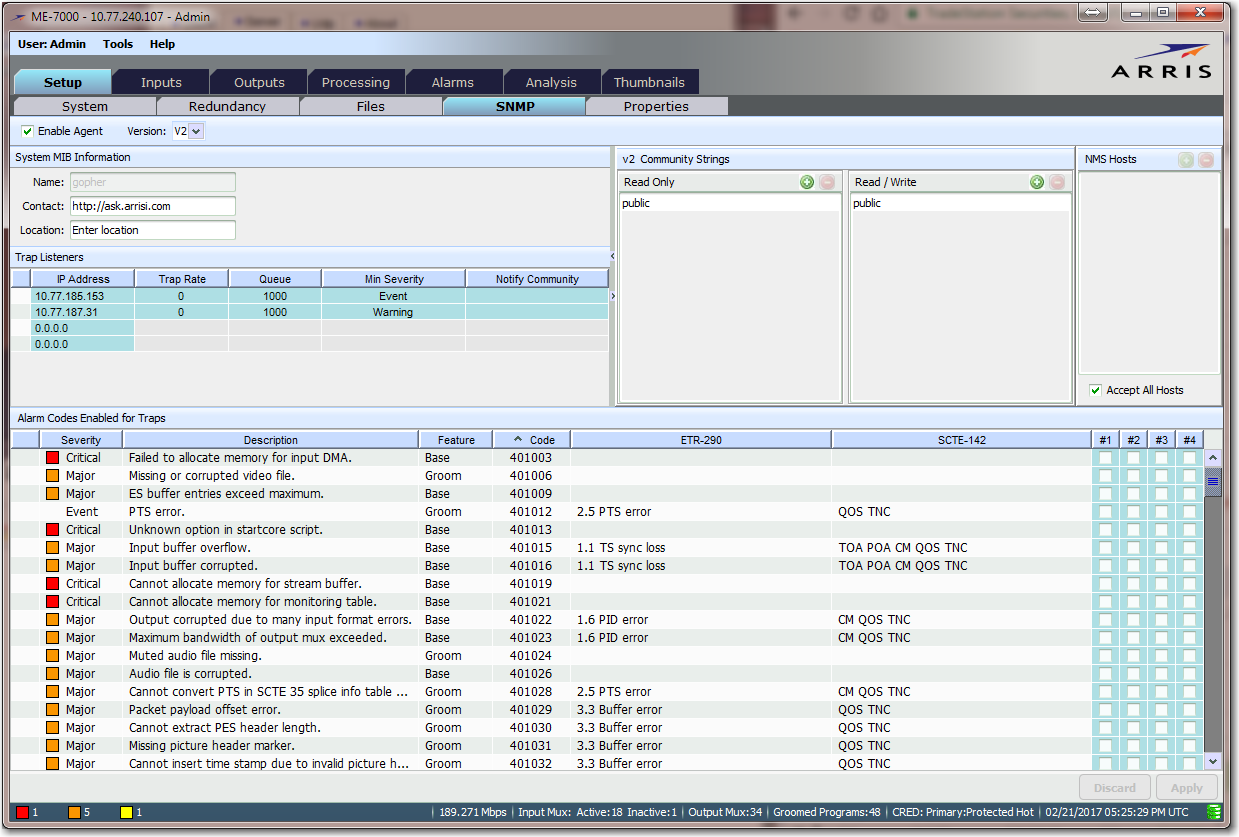 ME-7000 - 10.77.240.107 - Admin
User: Admin Tools Help
ARRIS
Setup Inputs Outputs Processing Alarms Analysis Thumbnails
System Redundancy Files SNMP Properties
Enable Agent Version: V2
System MIB Information
Name: gopher
Contact: http://ask.arrisi.com
Location: Enter location
v2 Community Strings
Read Only
public
Read / Write
public
NMS Hosts
Accept All Hosts
Trap Listeners
IP Address Trap Rate Queue Min Severity Notify Community
10.77.185.153 0 1000 Event
10.77.187.31 0 1000 Warning
0.0.0.0
0.0.0.0
Alarm Codes Enabled for Traps
Severity Description Feature Code ETR-290 SCTE-142 #1 #2 #3 #4
Critical Failed to allocate memory for input DMA. Base 401003
Major Missing or corrupted video file. Groom 401006
Major ES buffer entries exceed maximum. Base 401009
Event PTS error. Groom 401012 2.5 PTS error QOS TNC
Critical Unknown option in startcore script. Base 401013
Major Input buffer overflow. Base 401015 1.1 TS sync loss TOA POA CM QOS TNC
Major Input buffer corrupted. Base 401016 1.1 TS sync loss TOA POA CM QOS TNC
Critical Cannot allocate memory for stream buffer. Base 401019
Critical Cannot allocate memory for monitoring table. Base 401021
Major Output corrupted due to many input format errors. Base 401022 1.6 PID error CM QOS TNC
Major Maximum bandwidth of output mux exceeded. Base 401023 1.6 PID error CM QOS TNC
Major Muted audio file missing. Groom 401024
Major Audio file is corrupted. Base 401026
Major Cannot convert PTS in SCTE 35 splice info table ... Groom 401028 2.5 PTS error CM QOS TNC
Major Packet payload offset error. Groom 401029 3.3 Buffer error QOS TNC
Major Cannot extract PES header length. Groom 401030 3.3 Buffer error QOS TNC
Major Missing picture header marker. Groom 401031 3.3 Buffer error QOS TNC
Major Cannot insert time stamp due to invalid picture h... Groom 401032 3.3 Buffer error QOS TNC
Discard Apply
1 5 1 189.271 Mbps Input Mux: Active:18 Inactive:1 Output Mux:34 Groomed Programs:48 CRED: Primary:Protected Hot 02/21/2017 05:25:29 PM UTC